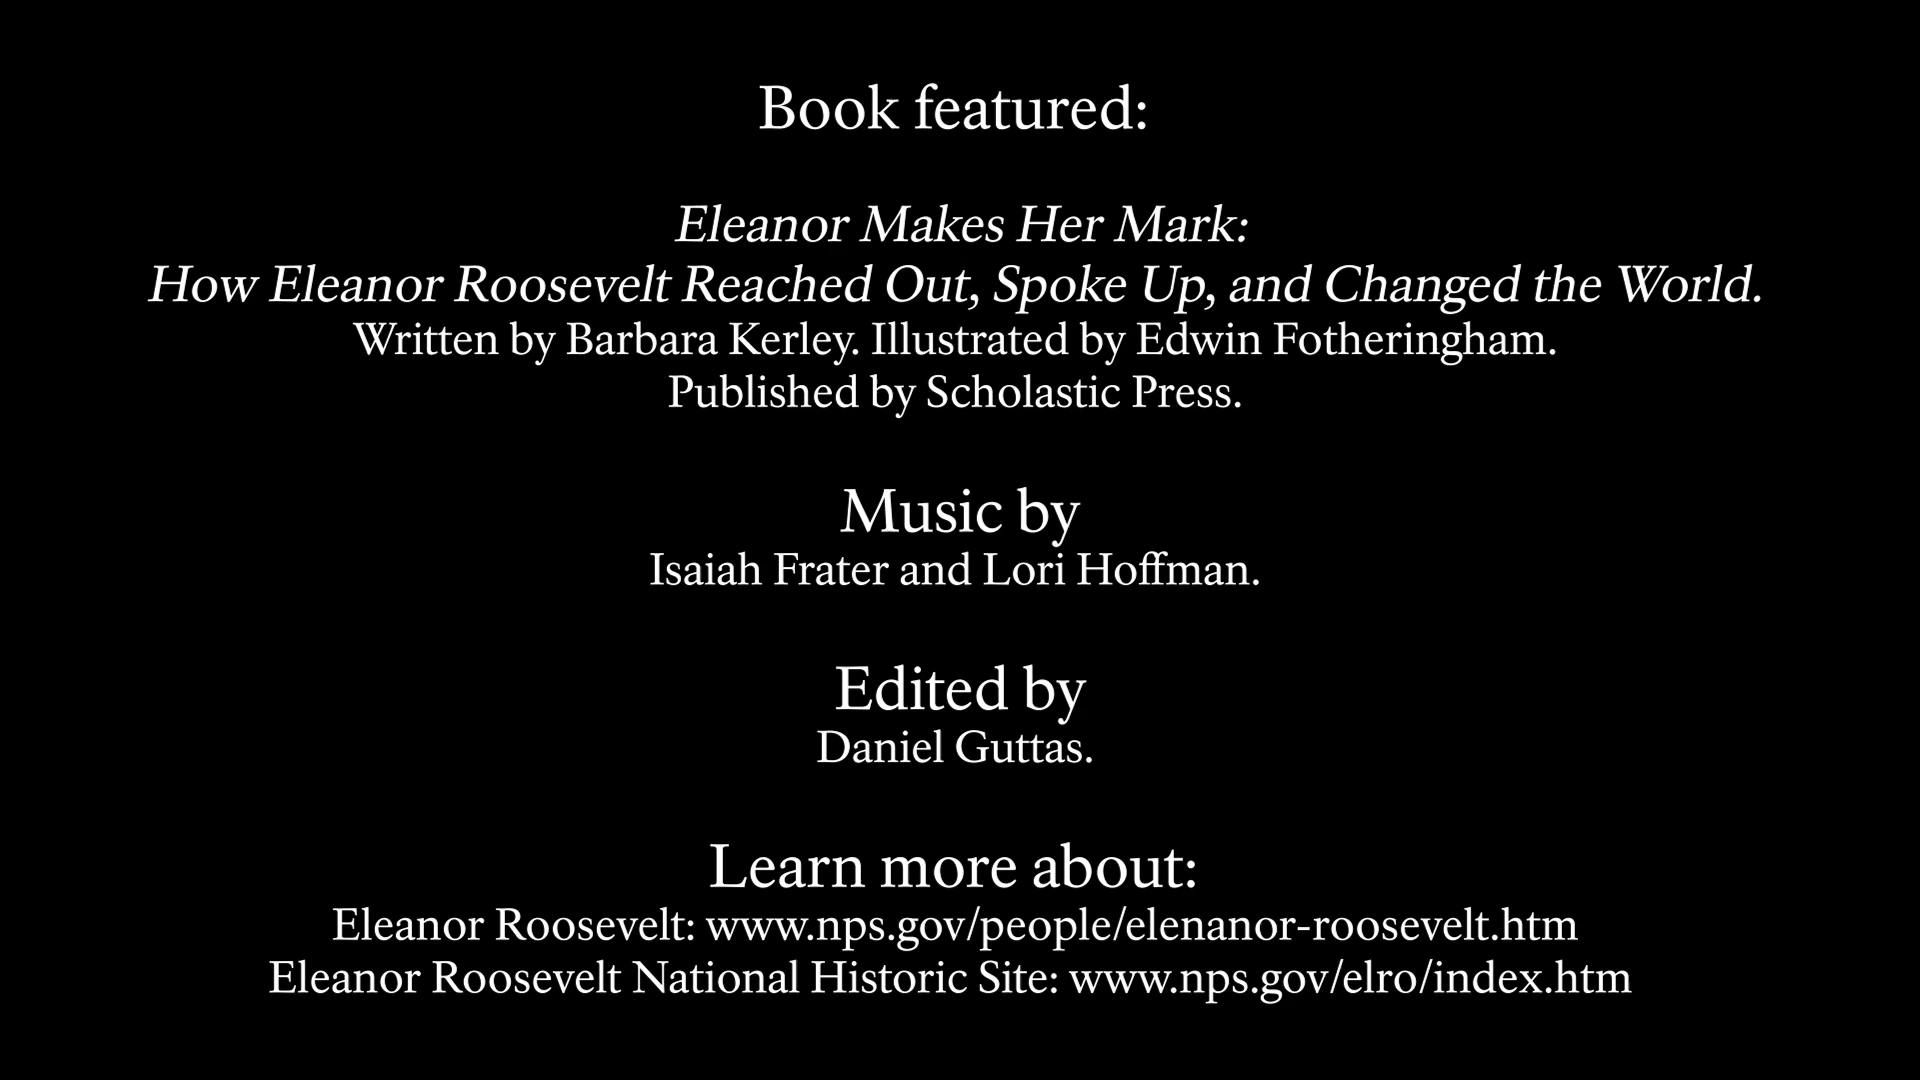 Book featured:
Eleanor Makes Her Mark:
How Eleanor Roosevelt Reached Out, Spoke Up, and Changed the World.
Written by Barbara Kerley. Illustrated by Edwin Fotheringham.
Published by Scholastic Press.
Music by
Isaiah Frater and Lori Hoffman.
Edited by
Daniel Guttas.
Learn more about:
Eleanor Roosevelt: www.nps.gov/people/elenanor-roosevelt.htm
Eleanor Roosevelt National Historic Site: www.nps.gov/elro/index.htm